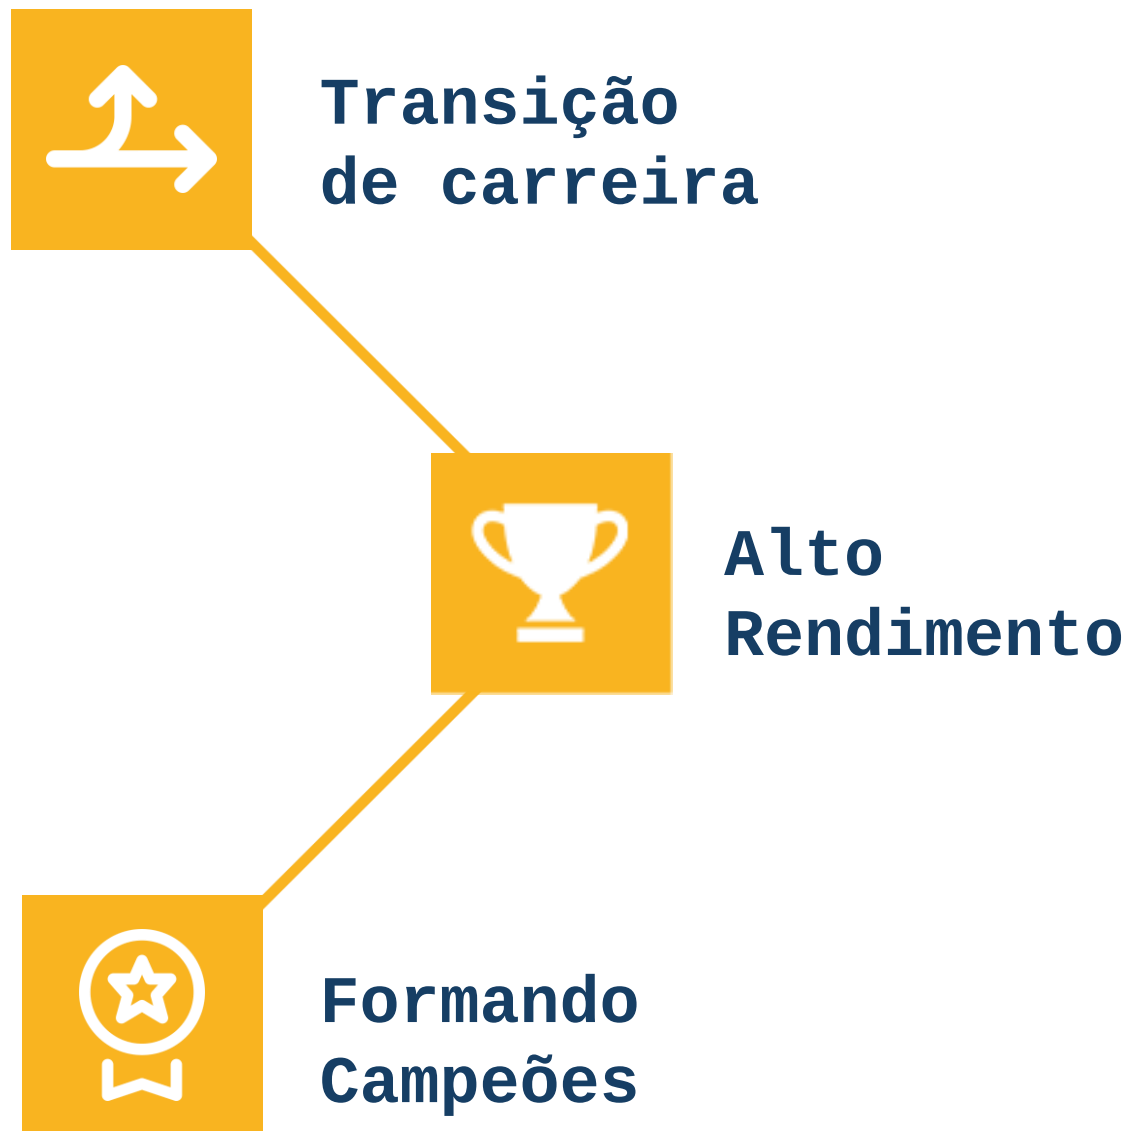 Transição
de carreira
Alto
Rendimento
Formando
Campeões